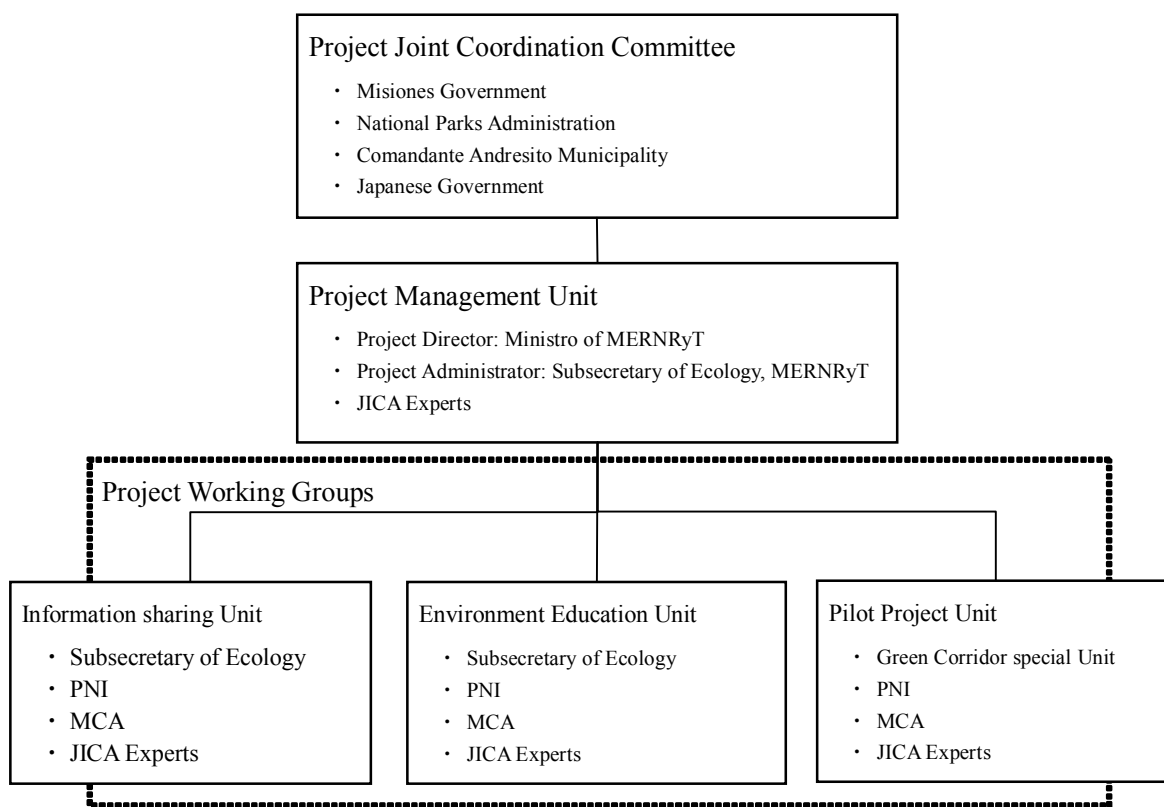 Project Joint Coordination Committee
・ Misiones Government
・ National Parks Administration
・ Comandante Andresito Municipality
・ Japanese Government
Project Management Unit
・ Project Director: Ministro of MERNRyT
・ Project Administrator: Subsecretary of Ecology, MERNRyT
・ JICA Experts
Project Working Groups
Information sharing Unit
・ Subsecretary of Ecology
・ PNI
・ MCA
・ JICA Experts
Environment Education Unit
・ Subsecretary of Ecology
・ PNI
・ MCA
・ JICA Experts
Pilot Project Unit
・ Green Corridor special Unit
・ PNI
・ MCA
・ JICA Experts